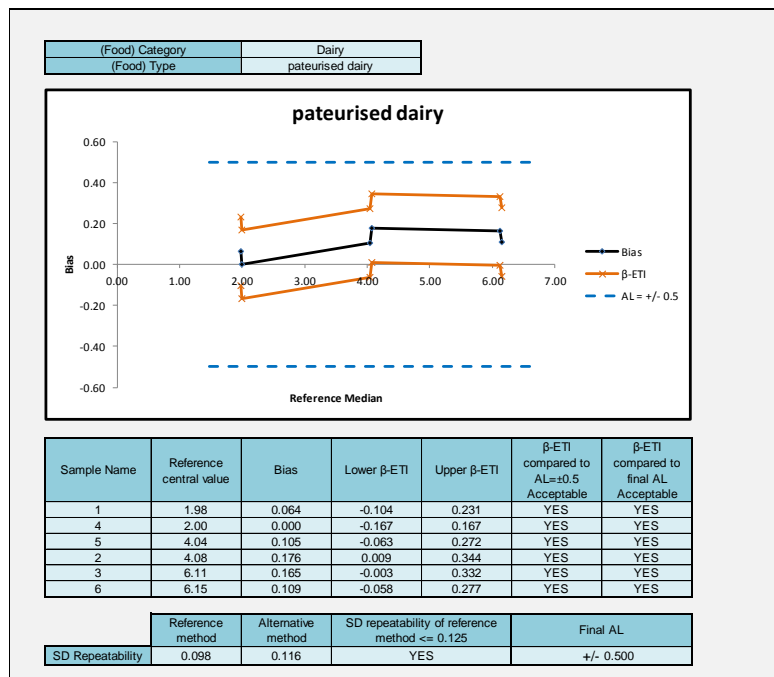 (Food) Category Dairy
(Food) Type pateurised dairy
pateurised dairy
0.60
0.40
0.20
0.00
-0.20
-0.40
-0.60
Bias
0.00 1.00 2.00 3.00 4.00 5.00 6.00 7.00
Reference Median
Bias
β-ETI
AL = +/- 0.5
Sample Name Reference central value Bias Lower β-ETI Upper β-ETI β-ETI compared to AL=±0.5 Acceptable β-ETI compared to final AL Acceptable
1 1.98 0.064 -0.104 0.231 YES YES
4 2.00 0.000 -0.167 0.167 YES YES
5 4.04 0.105 -0.063 0.272 YES YES
2 4.08 0.176 0.009 0.344 YES YES
3 6.11 0.165 -0.003 0.332 YES YES
6 6.15 0.109 -0.058 0.277 YES YES
Reference method Alternative method SD repeatability of reference method <= 0.125 Final AL
SD Repeatability 0.098 0.116 YES +/- 0.500